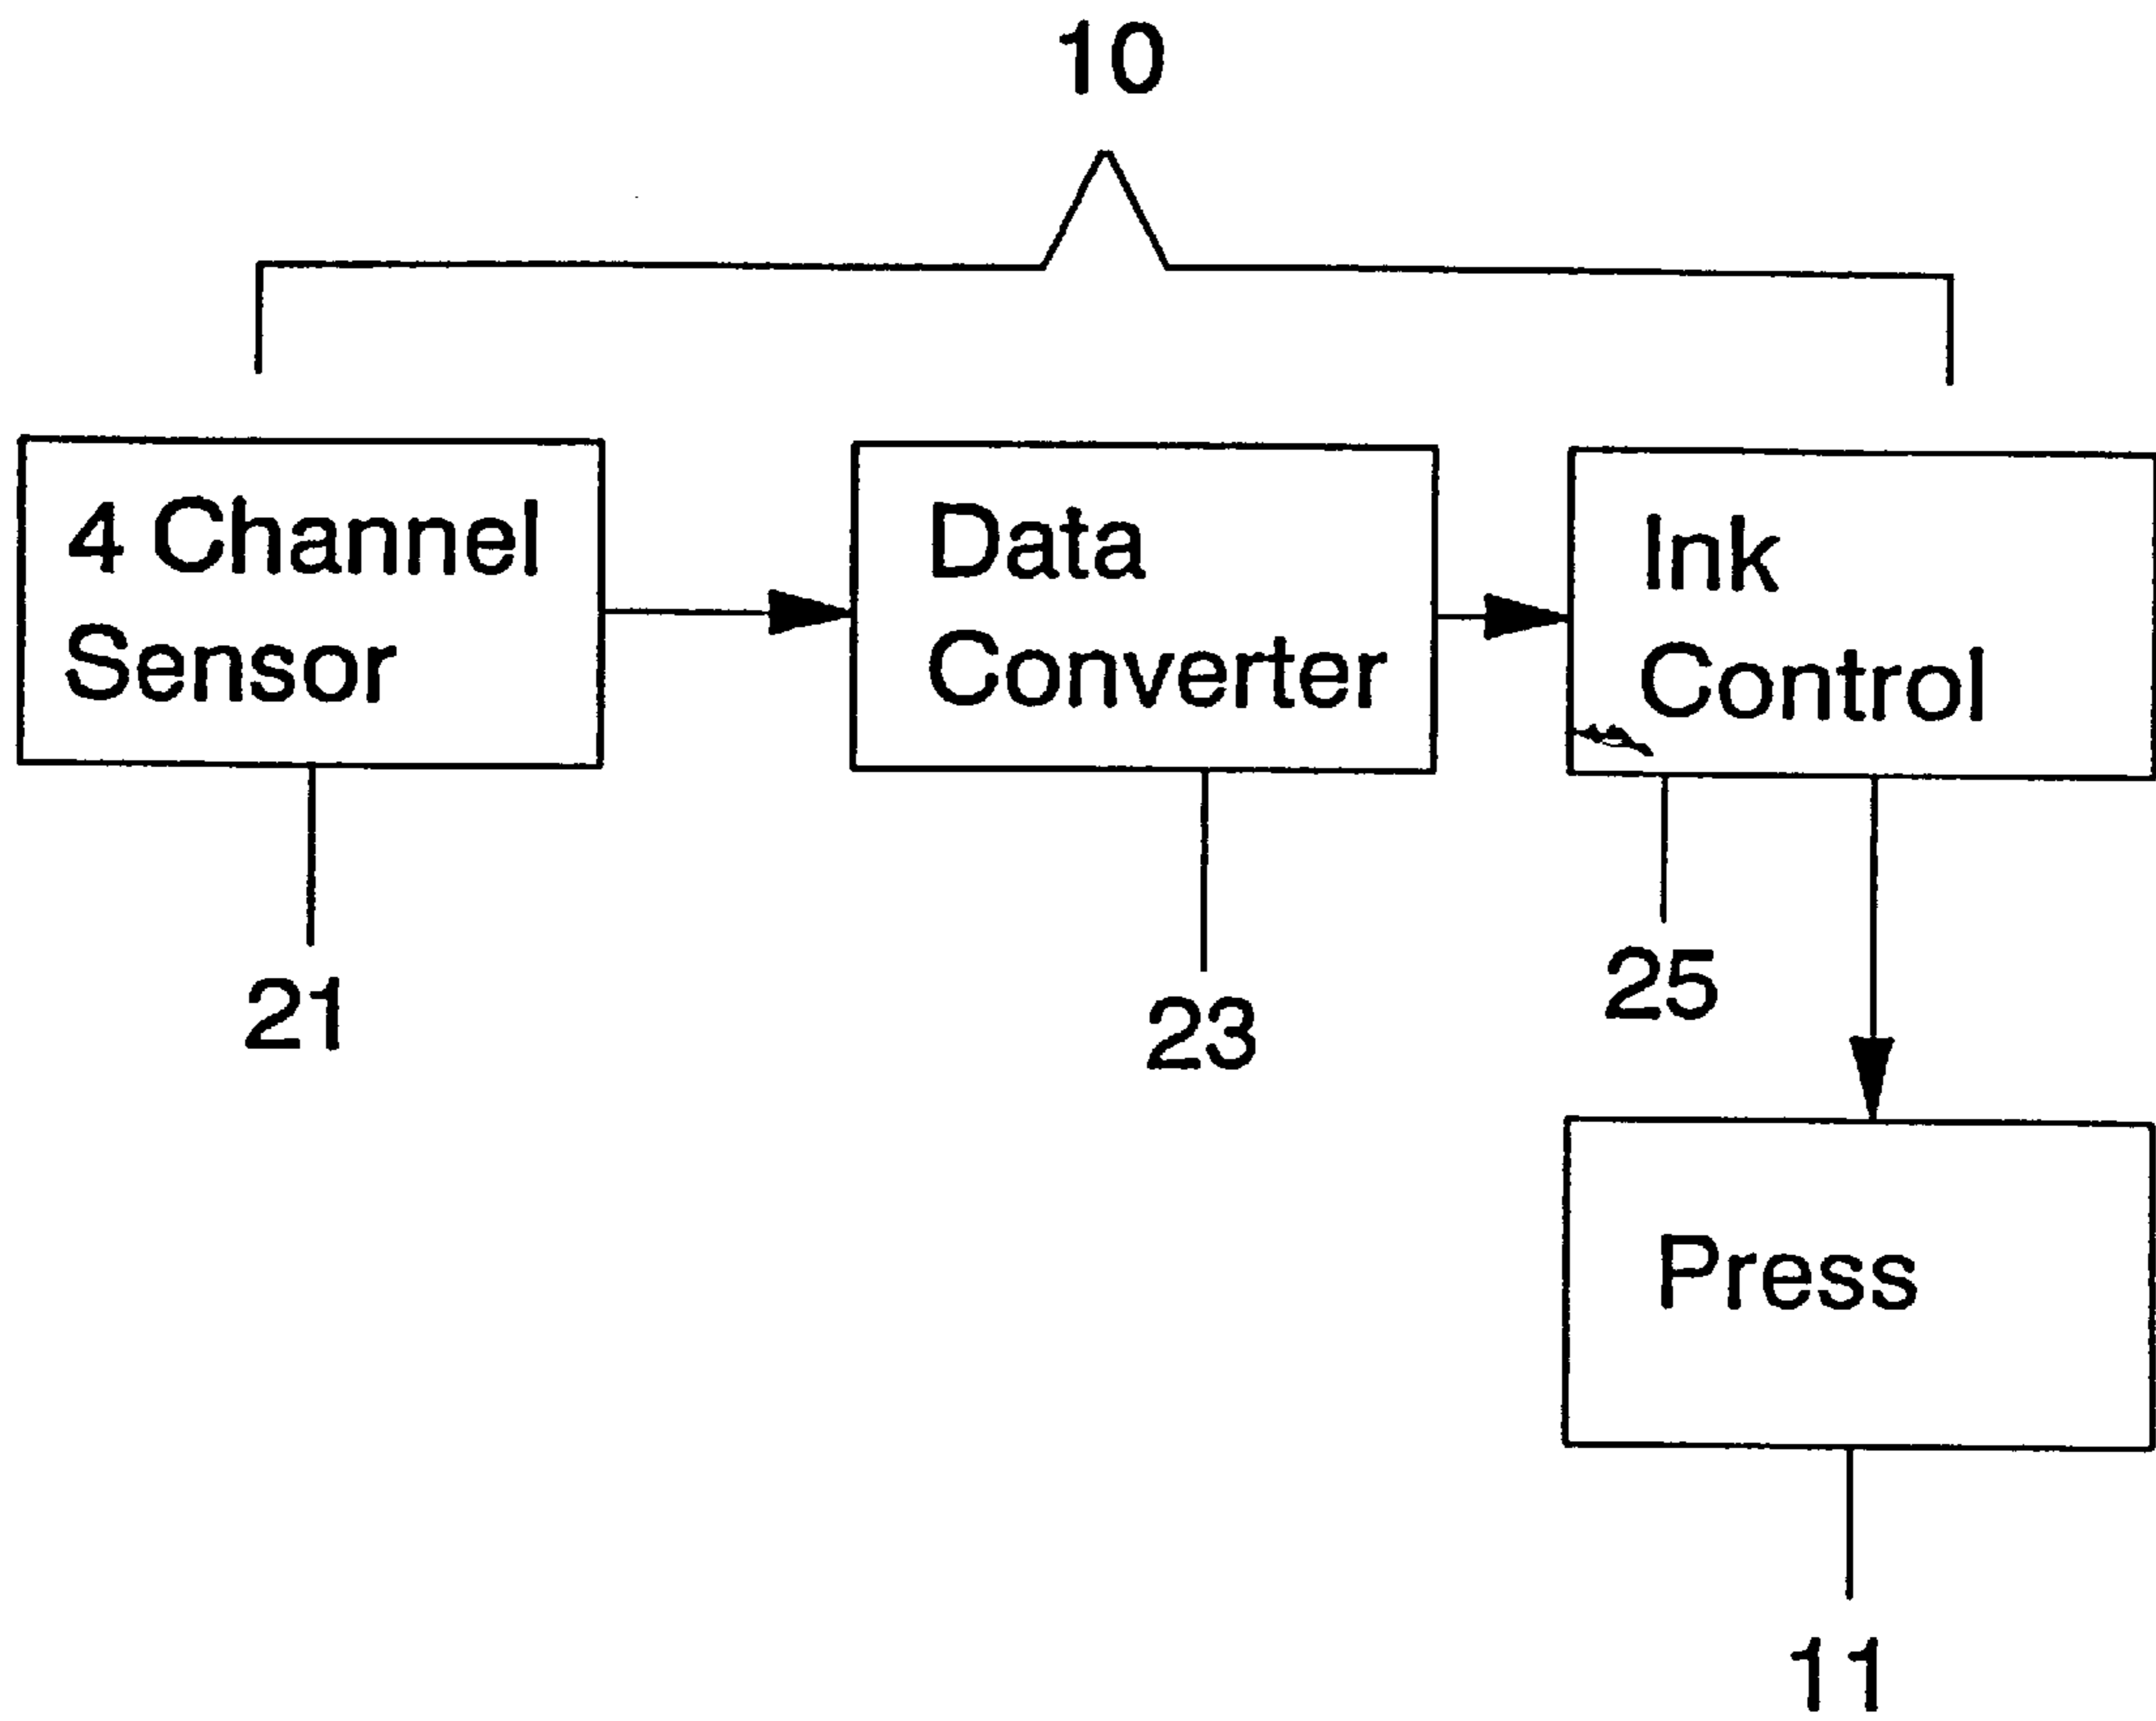 10
4 Channel
Sensor
Data
Converter
Ink
Control
21
23
25
Press
11